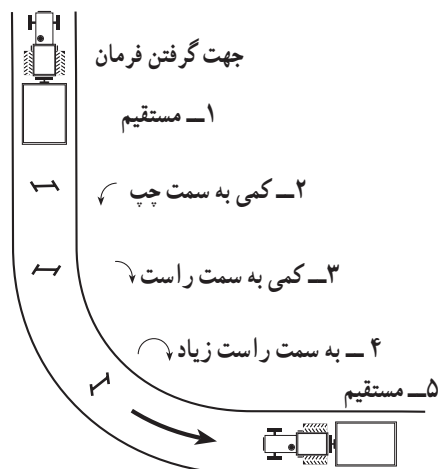 جهت گرفتن فرمان
۱ــ مستقیم
۲ــ کمی به سمت چپ
۳ــ کمی به سمت راست
۴ ــ به سمت راست زیاد
۵ــ مستقیم